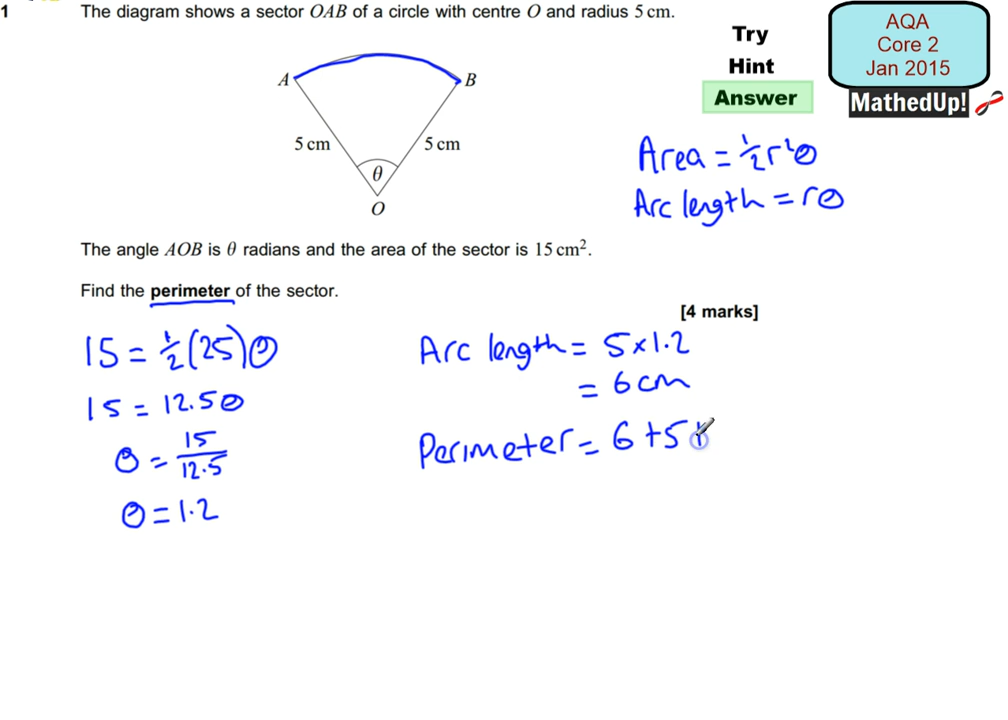 1 The diagram shows a sector OAB of a circle with centre O and radius 5 cm.
Try
Hint
Answer
AQA
Core 2
Jan 2015
MathedUp!
A
B
5 cm
5 cm
θ
O
Area = ½r²θ
Arc length = rθ
The angle AOB is θ radians and the area of the sector is 15 cm².
Find the perimeter of the sector.
[4 marks]
15 = ½(25)θ
15 = 12.5θ
θ = 15/12.5
θ = 1.2
Arc length = 5 × 1.2
= 6 cm
Perimeter = 6 + 5